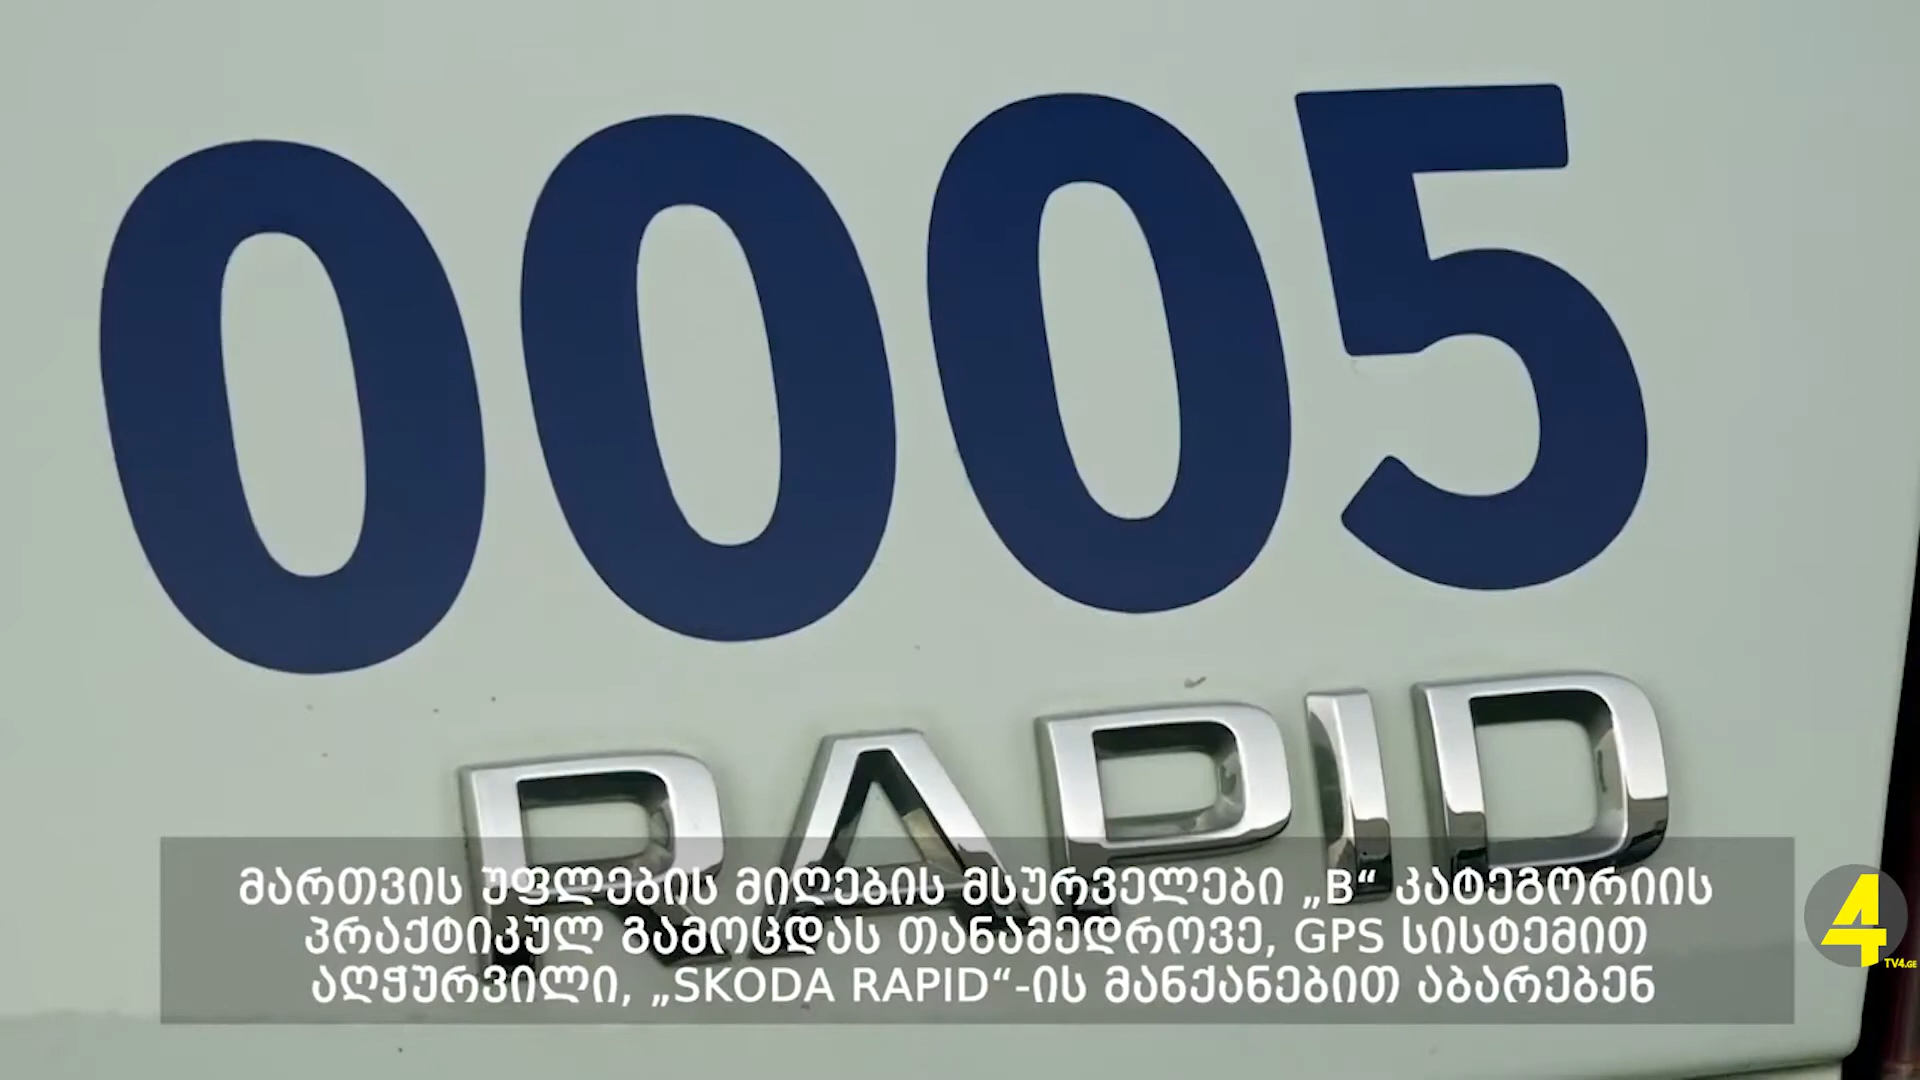 0005
RAPID
ᲛᲐᲠᲗᲕᲘᲡ ᲣᲤᲚᲔᲑᲘᲡ ᲛᲘᲦᲔᲑᲘᲡ ᲛᲡᲣᲠᲕᲔᲚᲔᲑᲘ „B“ ᲙᲐᲢᲔᲒᲝᲠᲘᲘᲡ
ᲞᲠᲐᲥᲢᲘᲙᲣᲚ ᲒᲐᲛᲝᲪᲓᲐᲡ ᲗᲐᲜᲐᲛᲔᲓᲠᲝᲕᲔ, GPS ᲡᲘᲡᲢᲔᲛᲘᲗ
ᲐᲦᲭᲣᲠᲕᲘᲚᲘ, „SKODA RAPID“-ᲘᲡ ᲛᲐᲜᲥᲐᲜᲔᲑᲘᲗ ᲐᲑᲐᲠᲔᲑᲔᲜ
4
TV4.GE